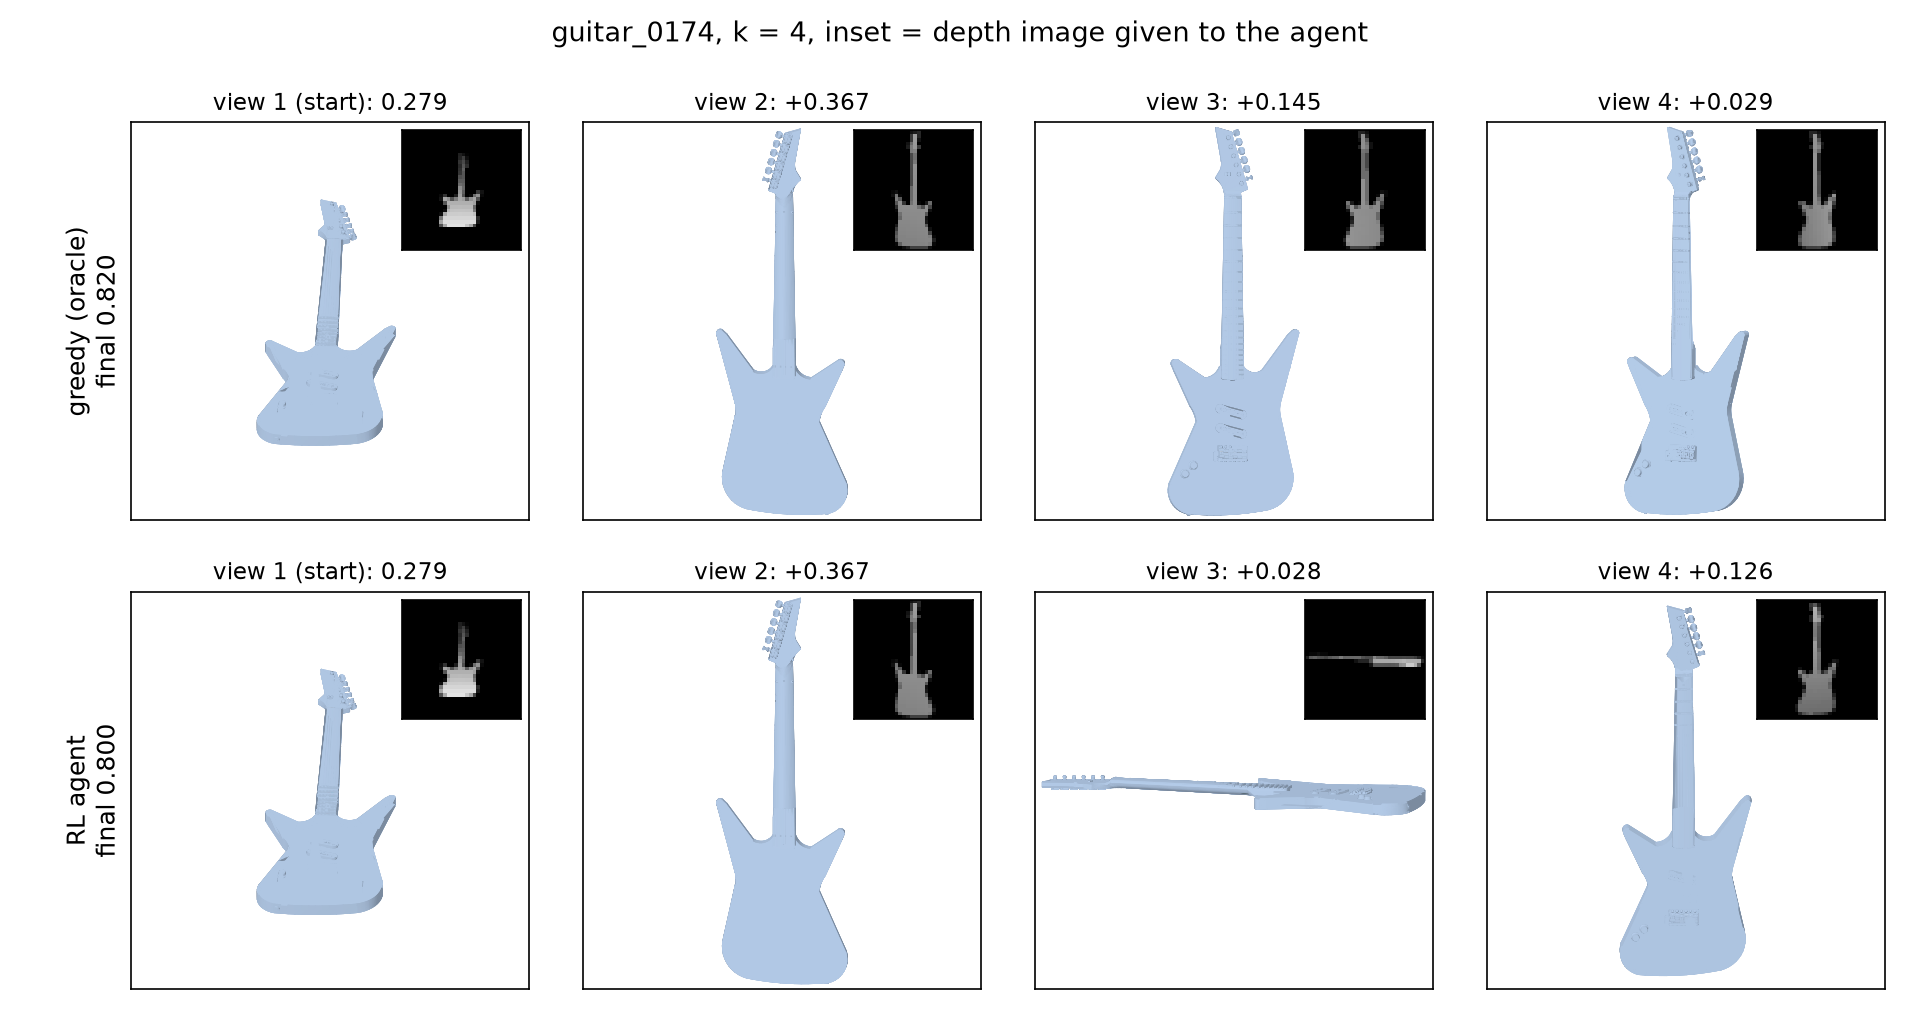 guitar_0174, k = 4, inset = depth image given to the agent
view 1 (start): 0.279
view 2: +0.367
view 3: +0.145
view 4: +0.029
greedy (oracle)
final 0.820
view 1 (start): 0.279
view 2: +0.367
view 3: +0.028
view 4: +0.126
RL agent
final 0.800